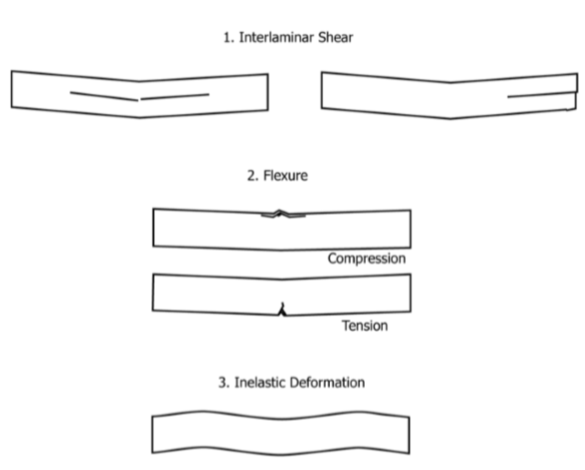 1. Interlaminar Shear
2. Flexure
Compression
Tension
3. Inelastic Deformation